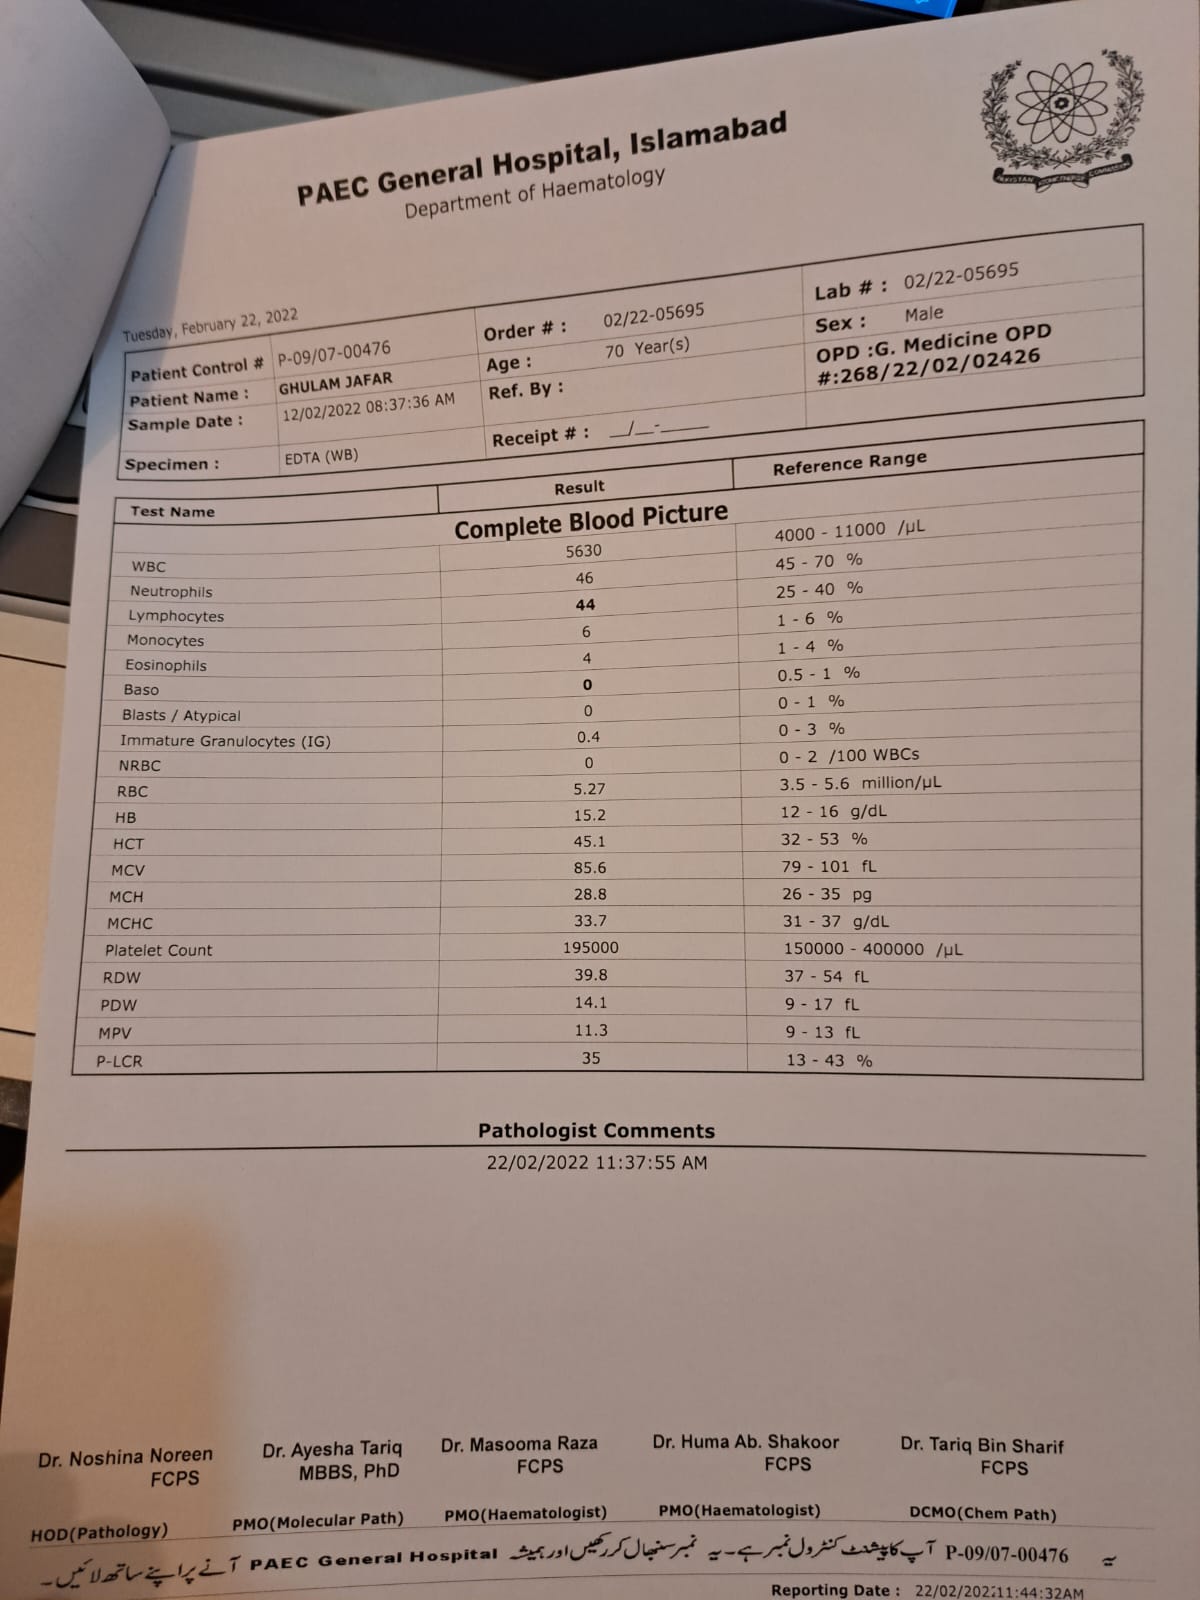 PAEC General Hospital, Islamabad
Department of Haematology
PAKISTAN ATOMIC ENERGY COMMISSION
Tuesday, February 22, 2022
Patient Control # P-09/07-00476 Order # : 02/22-05695 Lab # : 02/22-05695
Patient Name : GHULAM JAFAR Age : 70 Year(s) Sex : Male
Sample Date : 12/02/2022 08:37:36 AM Ref. By : OPD :G. Medicine OPD
#:268/22/02/02426
Specimen : EDTA (WB) Receipt # : __/__-____
Test Name Result Reference Range
Complete Blood Picture
WBC 5630 4000 - 11000 /µL
Neutrophils 46 45 - 70 %
Lymphocytes 44 25 - 40 %
Monocytes 6 1 - 6 %
Eosinophils 4 1 - 4 %
Baso 0 0.5 - 1 %
Blasts / Atypical 0 0 - 1 %
Immature Granulocytes (IG) 0.4 0 - 3 %
NRBC 0 0 - 2 /100 WBCs
RBC 5.27 3.5 - 5.6 million/µL
HB 15.2 12 - 16 g/dL
HCT 45.1 32 - 53 %
MCV 85.6 79 - 101 fL
MCH 28.8 26 - 35 pg
MCHC 33.7 31 - 37 g/dL
Platelet Count 195000 150000 - 400000 /µL
RDW 39.8 37 - 54 fL
PDW 14.1 9 - 17 fL
MPV 11.3 9 - 13 fL
P-LCR 35 13 - 43 %
Pathologist Comments
22/02/2022 11:37:55 AM
Dr. Noshina Noreen Dr. Ayesha Tariq Dr. Masooma Raza Dr. Huma Ab. Shakoor Dr. Tariq Bin Sharif
FCPS MBBS, PhD FCPS FCPS FCPS
HOD(Pathology) PMO(Molecular Path) PMO(Haematologist) PMO(Haematologist) DCMO(Chem Path)
یہ P-09/07-00476 آپ کا پیشنٹ کنٹرول نمبر ہے۔ یہ نمبر سنبھال کر رکھیں اور ہمیشہ PAEC General Hospital آنے پر اپنے ساتھ لائیں۔
Reporting Date : 22/02/202 11:44:32AM